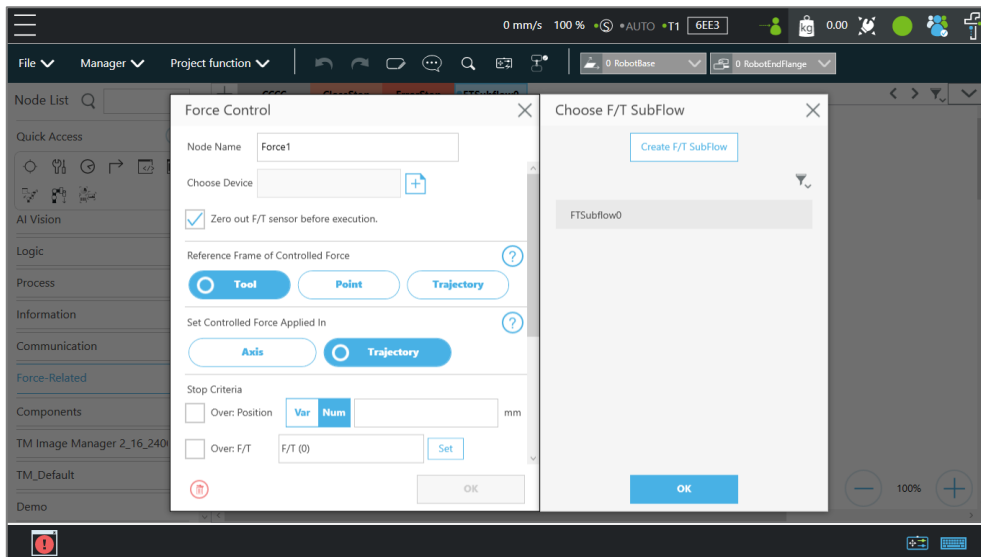 0 mm/s 100 % •Ⓢ •AUTO •T1 6EE3 kg 0.00
File Manager Project function 0 RobotBase 0 RobotEndFlange
Node List
Quick Access
AI Vision
Logic
Process
Information
Communication
Force-Related
Components
TM Image Manager 2_16_240
TM_Default
Demo
FTSubflow0
Force Control
Node Name Force1
Choose Device
Zero out F/T sensor before execution.
Reference Frame of Controlled Force ?
Tool Point Trajectory
Set Controlled Force Applied In ?
Axis Trajectory
Stop Criteria
Over: Position Var Num mm
Over: F/T F/T (0) Set
OK
Choose F/T SubFlow
Create F/T SubFlow
FTSubflow0
OK
100%